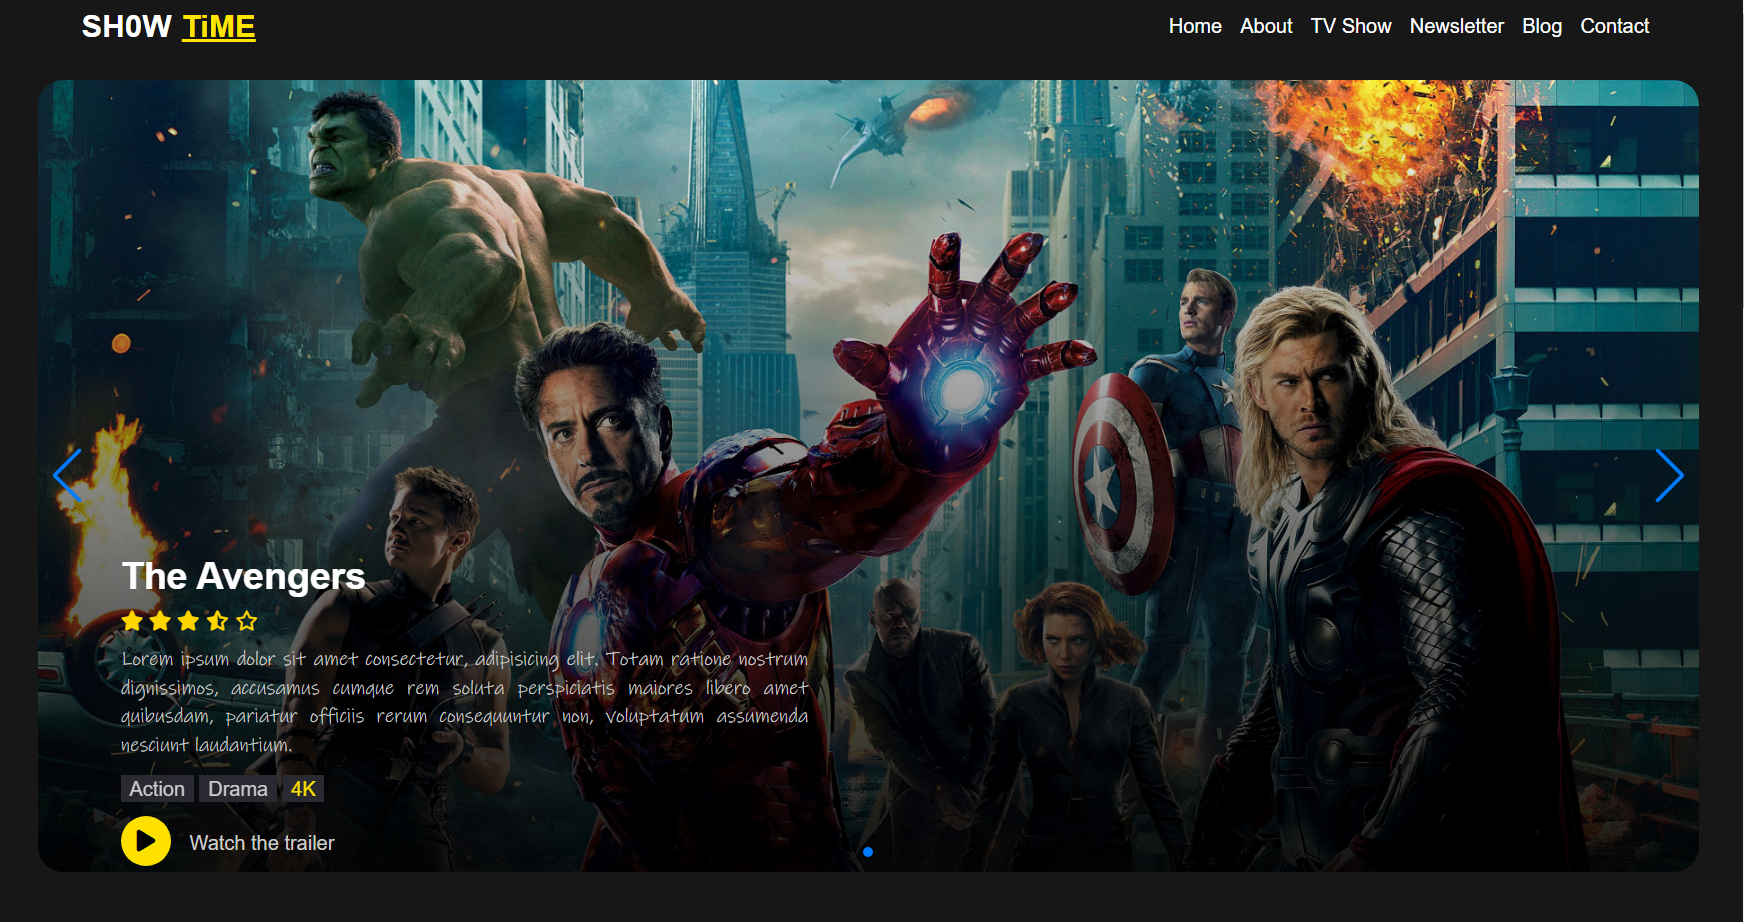 SH0W TiME
Home About TV Show Newsletter Blog Contact
The Avengers
Lorem ipsum dolor sit amet consectetur, adipisicing elit. Totam ratione nostrum
dignissimos, accusamus cumque rem soluta perspiciatis maiores libero amet
quibusdam, pariatur officiis rerum consequuntur non, voluptatum assumenda
nesciunt laudantium.
Action Drama 4K
Watch the trailer